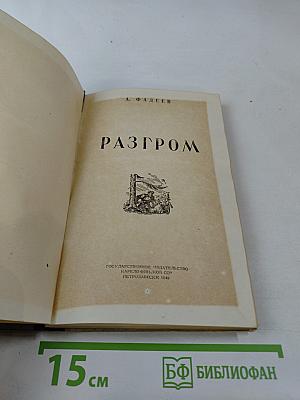 А. ФАДЕЕВ
РАЗГРОМ
ГОСУДАРСТВЕННОЕ ИЗДАТЕЛЬСТВО
КАРЕЛО-ФИНСКОЙ ССР
ПЕТРОЗАВОДСК 1949
15 см
БФ БИБЛИОФАН